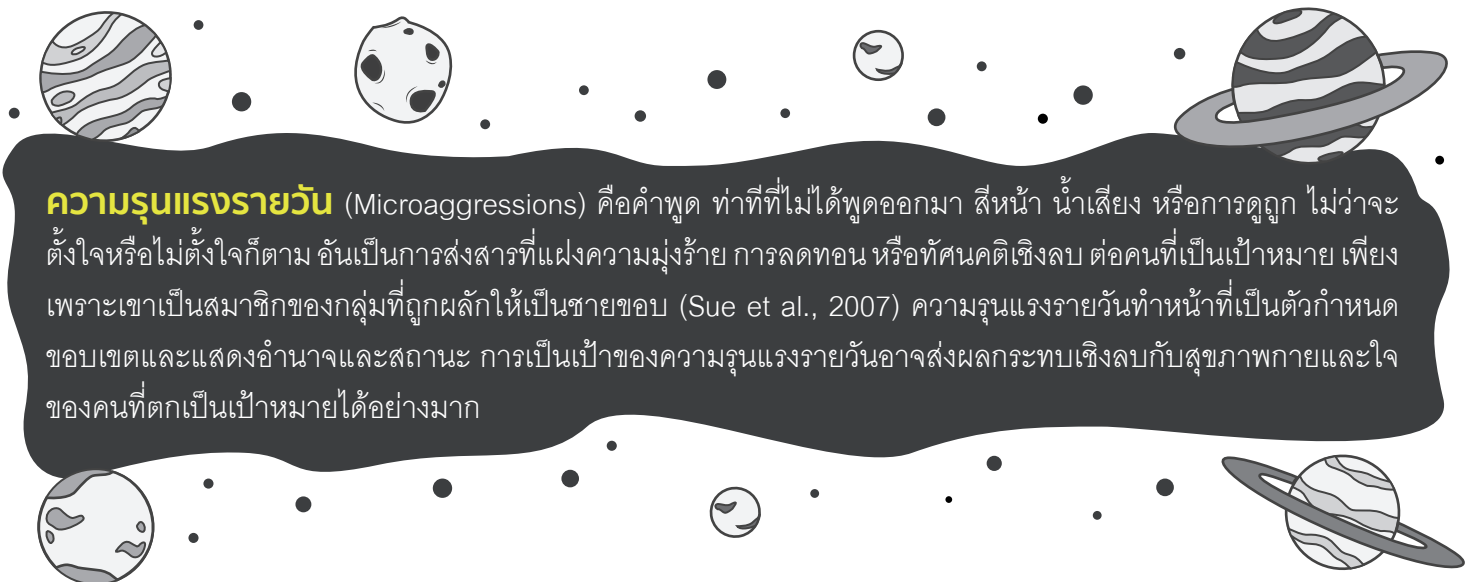 ความรุนแรงรายวัน (Microaggressions) คือคำพูด ท่าทีที่ไม่ได้พูดออกมา สีหน้า น้ำเสียง หรือการดูถูก ไม่ว่าจะ
ตั้งใจหรือไม่ตั้งใจก็ตาม อันเป็นการส่งสารที่แฝงความมุ่งร้าย การลดทอน หรือทัศนคติเชิงลบ ต่อคนที่เป็นเป้าหมาย เพียง
เพราะเขาเป็นสมาชิกของกลุ่มที่ถูกผลักให้เป็นชายขอบ (Sue et al., 2007) ความรุนแรงรายวันทำหน้าที่เป็นตัวกำหนด
ขอบเขตและแสดงอำนาจและสถานะ การเป็นเป้าของความรุนแรงรายวันอาจส่งผลกระทบเชิงลบกับสุขภาพกายและใจ
ของคนที่ตกเป็นเป้าหมายได้อย่างมาก